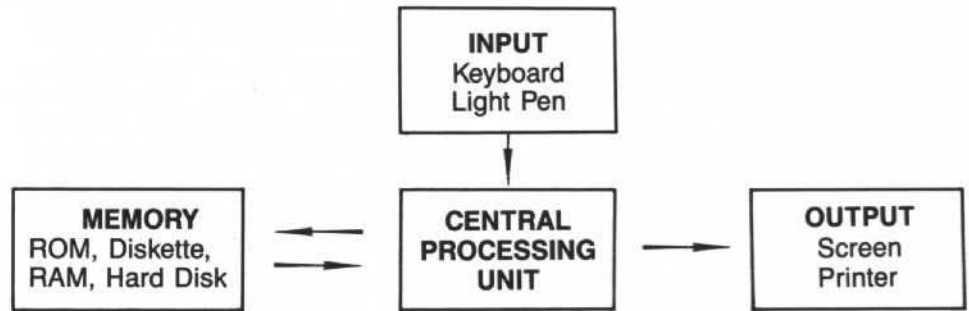 INPUT
Keyboard
Light Pen
MEMORY
ROM, Diskette,
RAM, Hard Disk
CENTRAL
PROCESSING
UNIT
OUTPUT
Screen
Printer